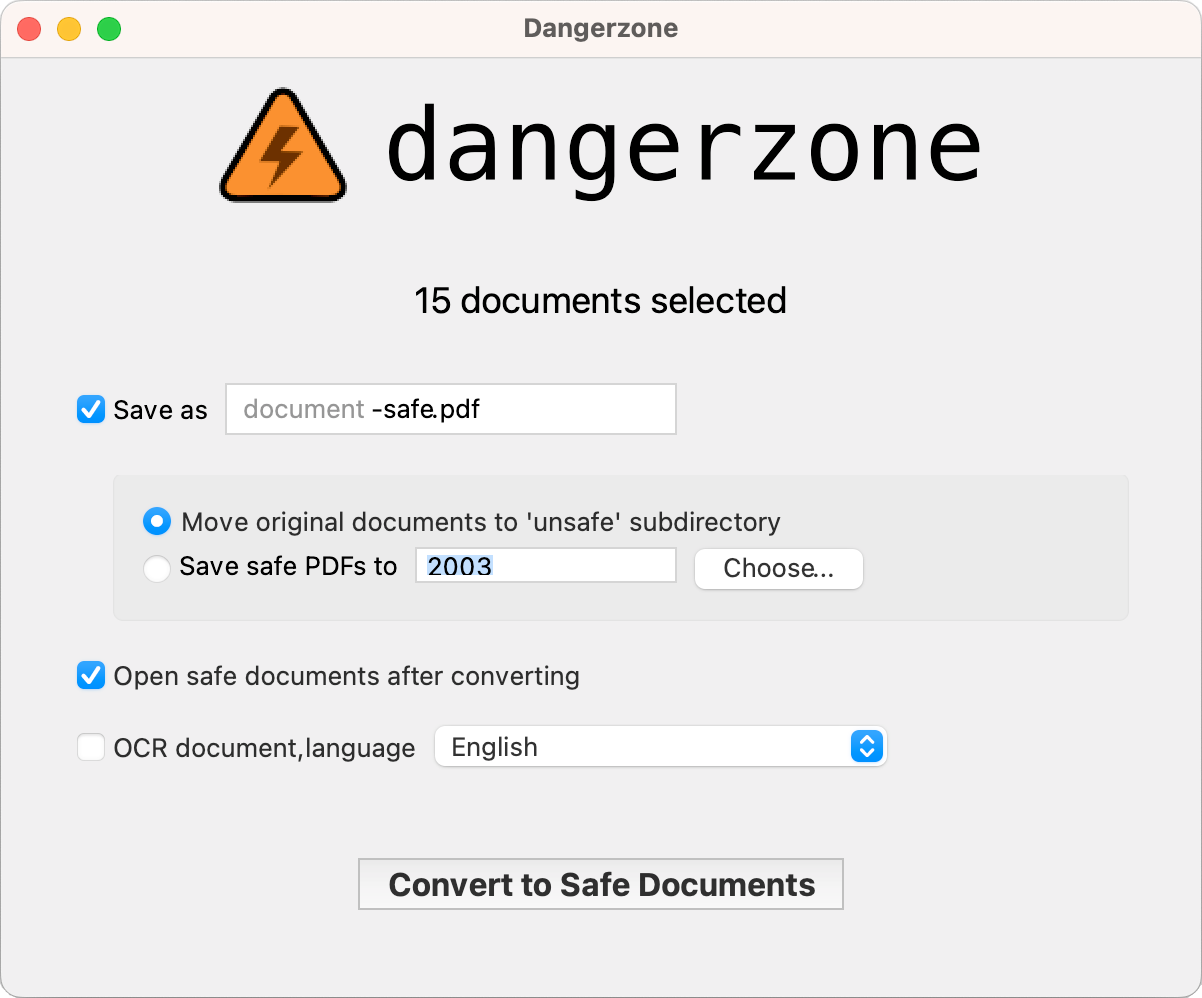 Dangerzone
dangerzone
15 documents selected
Save as document -safe.pdf
Move original documents to 'unsafe' subdirectory
Save safe PDFs to 2003 Choose...
Open safe documents after converting
OCR document,language English
Convert to Safe Documents